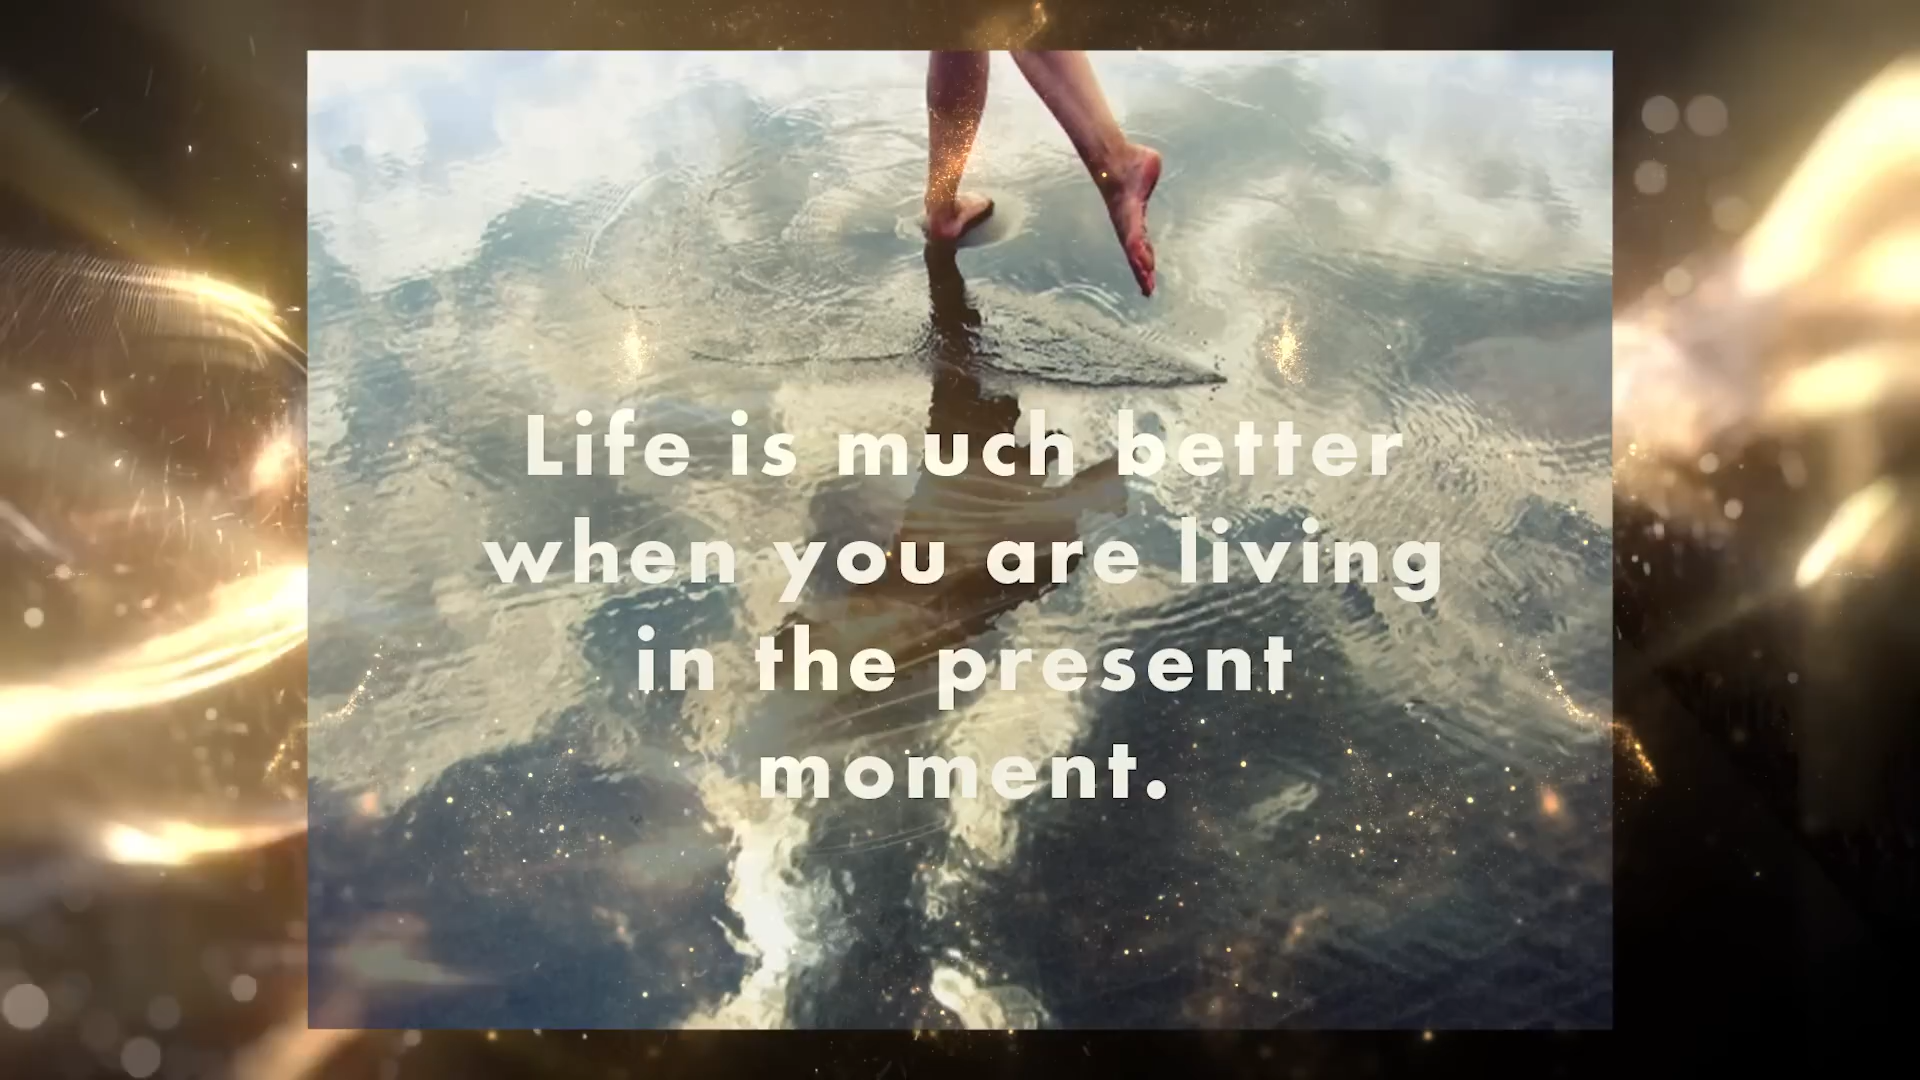 Life is much better
when you are living
in the present
moment.